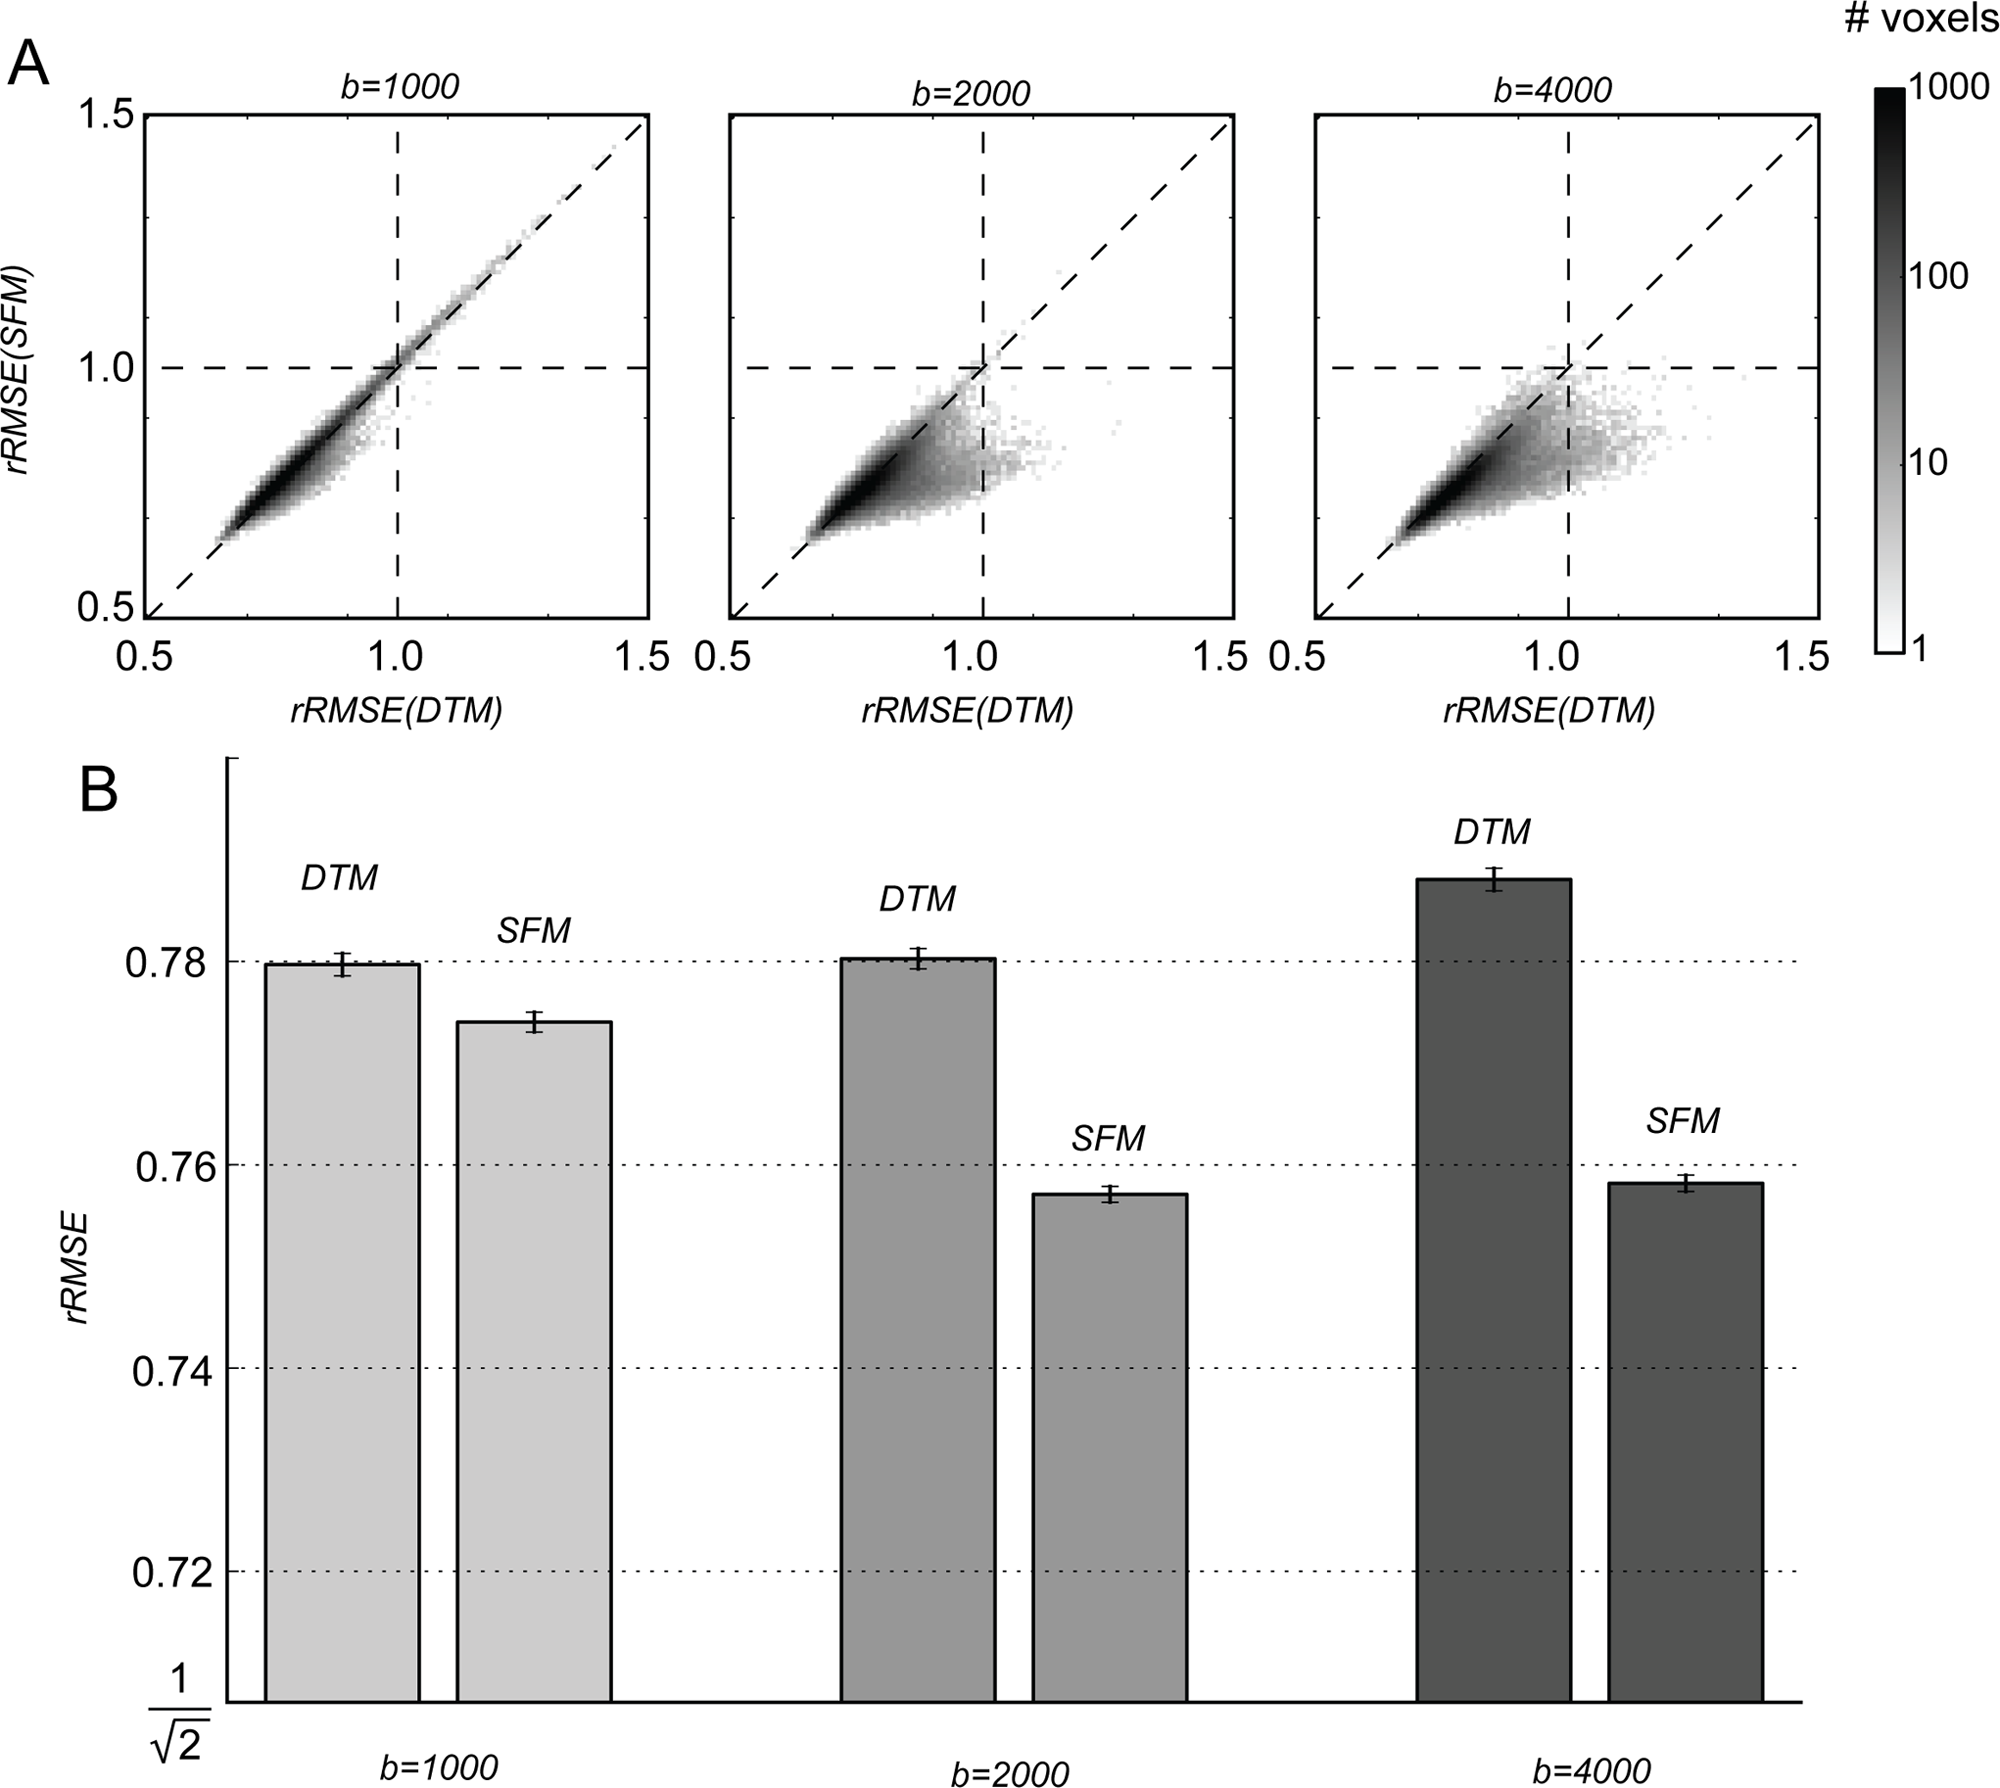 # voxels
A
b=1000
b=2000
b=4000
1000
100
10
1
1.5
1.0
0.5
rRMSE(SFM)
0.5 1.0 1.5
0.5 1.0 1.5
0.5 1.0 1.5
rRMSE(DTM)
rRMSE(DTM)
rRMSE(DTM)
B
DTM
SFM
DTM
SFM
DTM
SFM
0.78
0.76
0.74
0.72
1
√2
rRMSE
b=1000
b=2000
b=4000